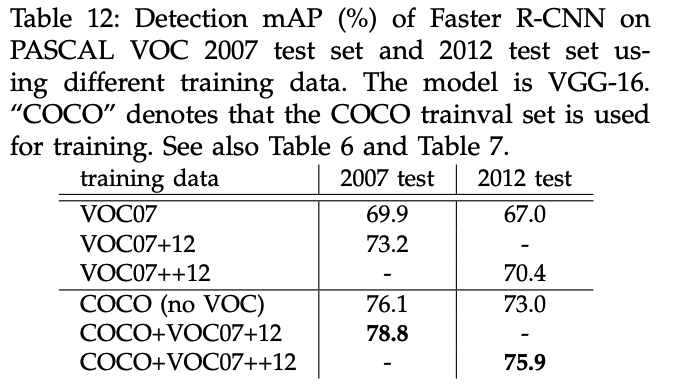 Table 12: Detection mAP (%) of Faster R-CNN on
PASCAL VOC 2007 test set and 2012 test set us-
ing different training data. The model is VGG-16.
“COCO” denotes that the COCO trainval set is used
for training. See also Table 6 and Table 7.
training data 2007 test 2012 test
VOC07 69.9 67.0
VOC07+12 73.2 -
VOC07++12 - 70.4
COCO (no VOC) 76.1 73.0
COCO+VOC07+12 78.8 -
COCO+VOC07++12 - 75.9